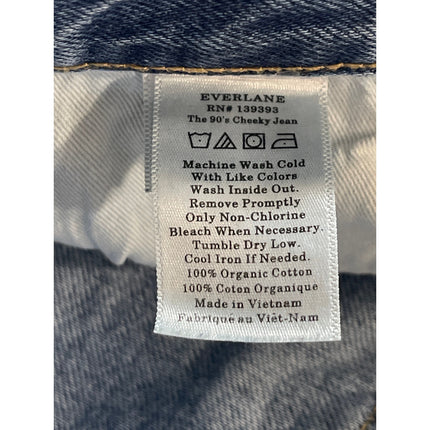 EVERLANE
RN# 139393
The 90's Cheeky Jean
Machine Wash Cold
With Like Colors
Wash Inside Out.
Remove Promptly
Only Non-Chlorine
Bleach When Necessary.
Tumble Dry Low.
Cool Iron If Needed.
100% Organic Cotton
100% Coton Organique
Made in Vietnam
Fabriqué au Viêt-Nam